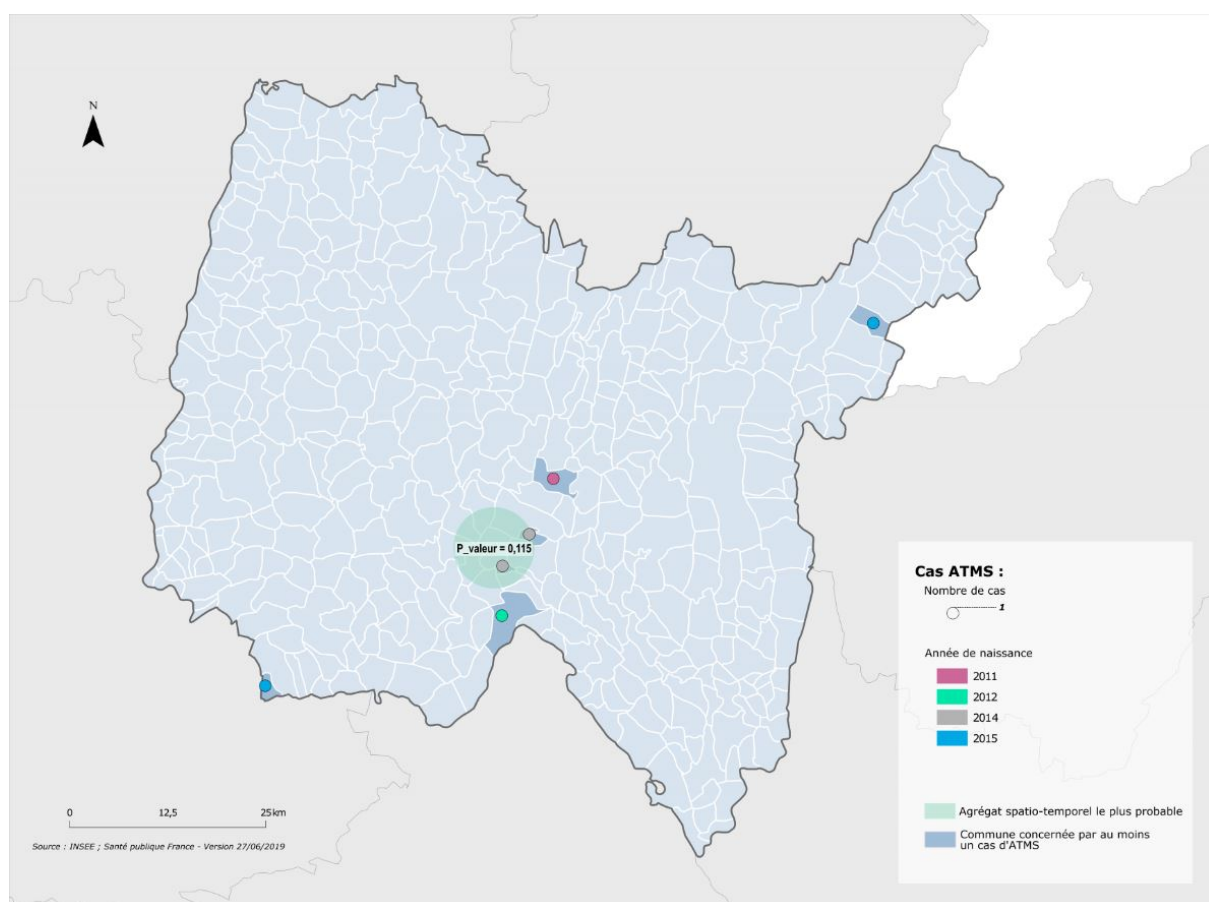 N
P_valeur = 0,115
Cas ATMS :
Nombre de cas
1
Année de naissance
2011
2012
2014
2015
Agrégat spatio-temporel le plus probable
Commune concernée par au moins
un cas d'ATMS
0 12,5 25 km
Source : INSEE ; Santé publique France - Version 27/06/2019